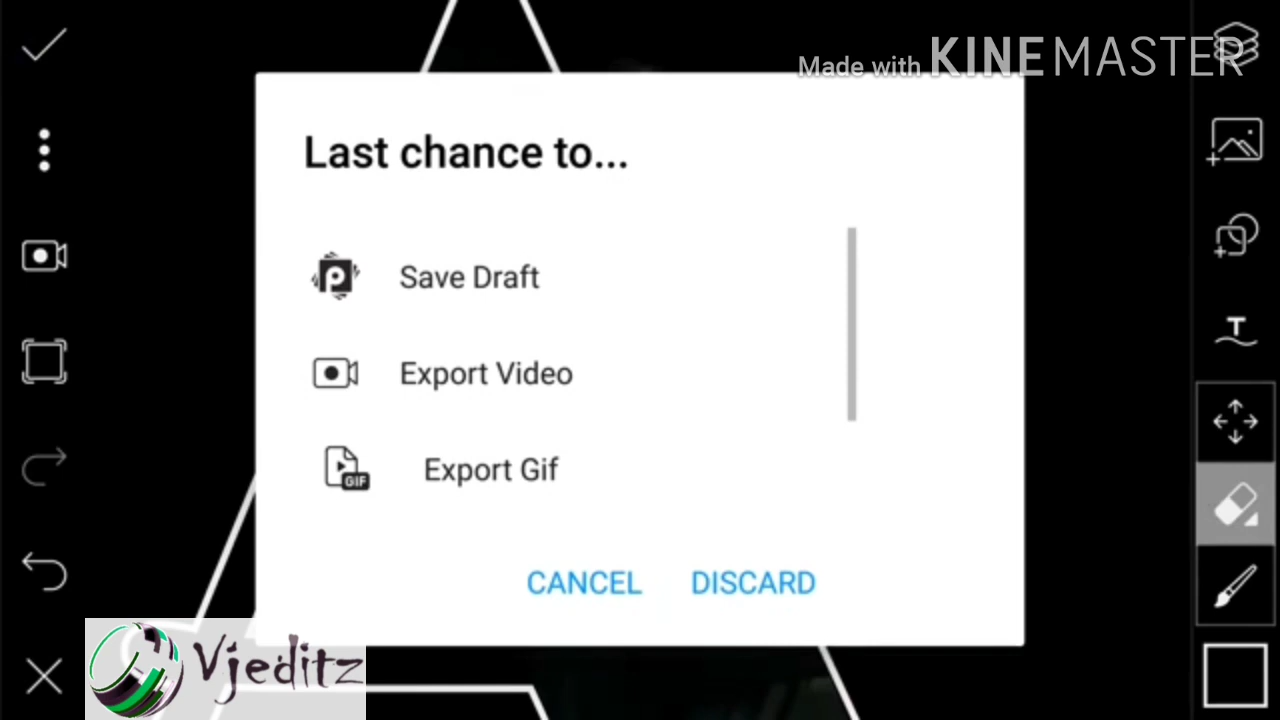 Made with KINEMASTER
Last chance to...
Save Draft
Export Video
GIF Export Gif
CANCEL DISCARD
Vjeditz